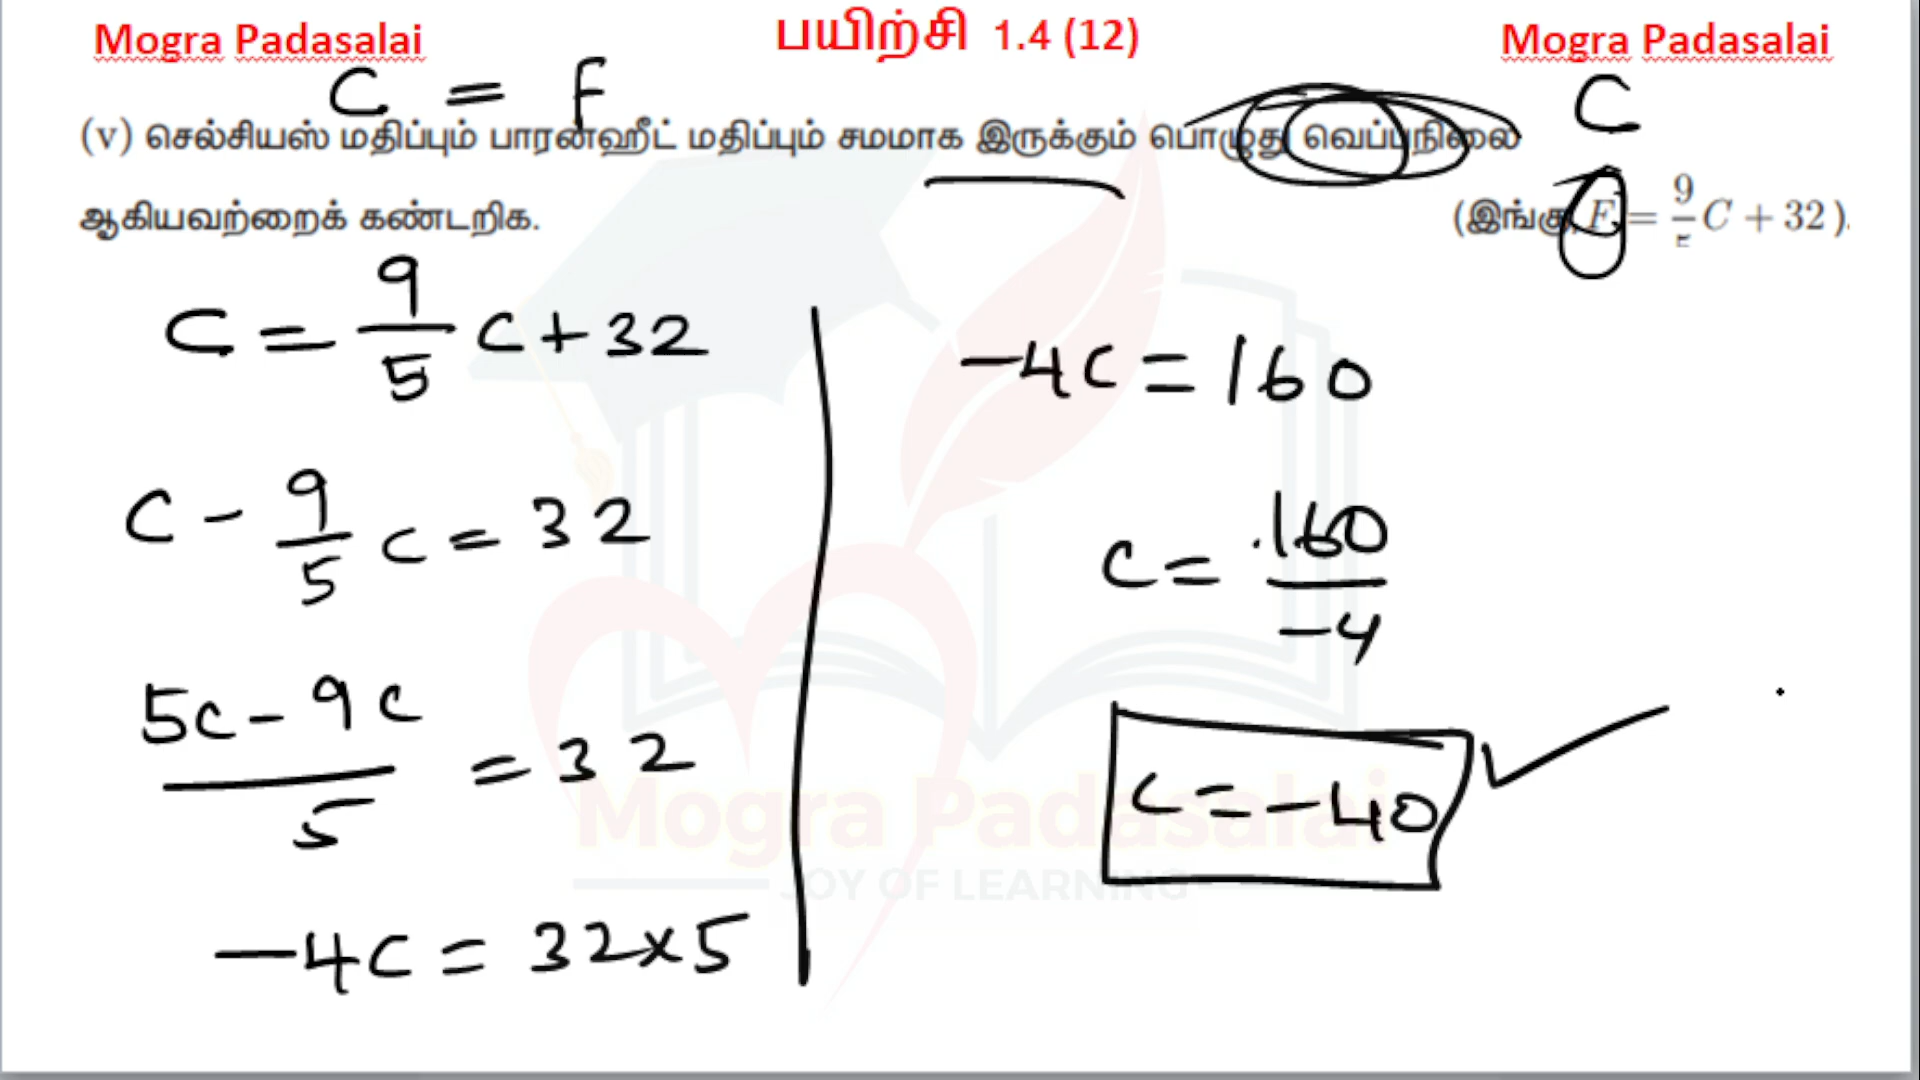 Mogra Padasalai பயிற்சி 1.4 (12) Mogra Padasalai
C = F
C
(v) செல்சியஸ் மதிப்பும் பாரன்ஹீட் மதிப்பும் சமமாக இருக்கும் பொழுது வெப்பநிலை
ஆகியவற்றைக் கண்டறிக. (இங்கு, F = 9/5 C + 32 ).
C = 9/5 C + 32
C - 9/5 C = 32
5C - 9C / 5 = 32
-4C = 32 x 5
-4C = 160
C = 160/-4
C = -40
Mogra Padasalai
JOY OF LEARNING